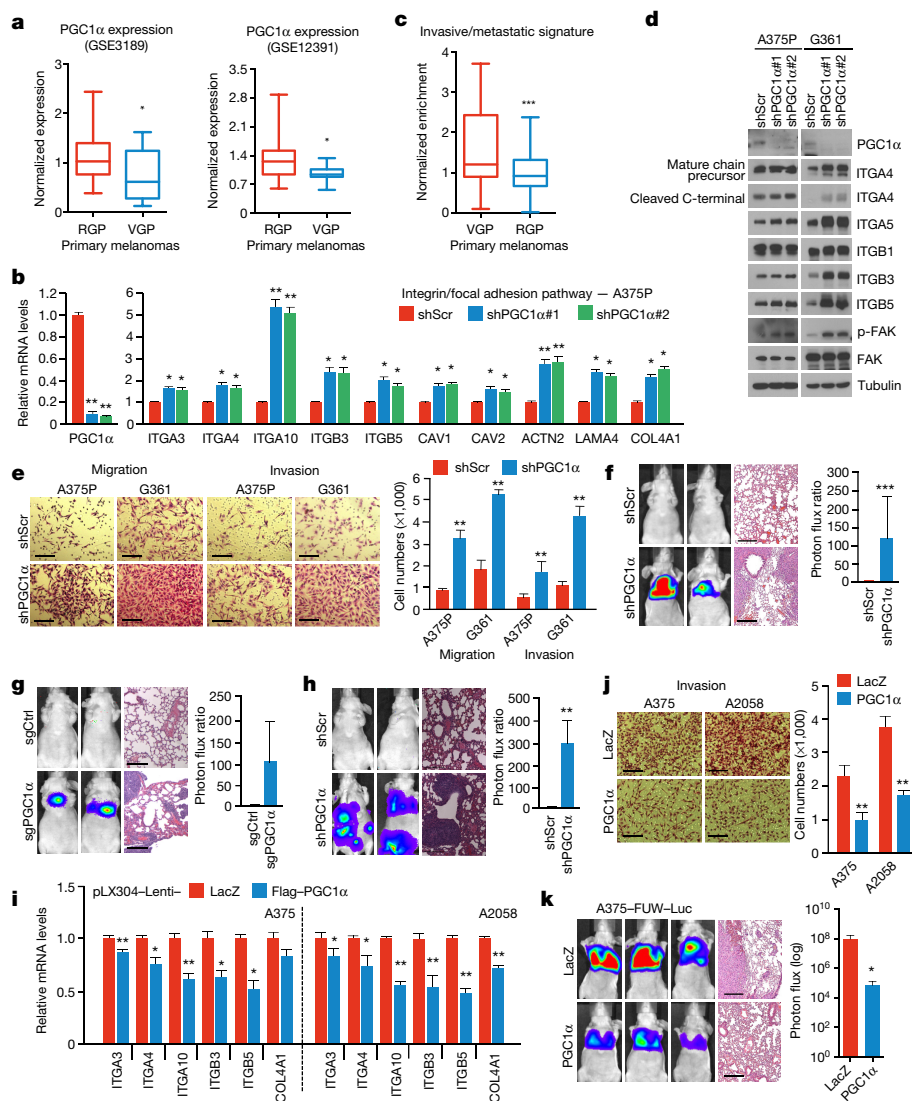 a
PGC1α expression
(GSE3189)
Normalized expression
4
3
2
1
0
*
RGP VGP
Primary melanomas
PGC1α expression
(GSE12391)
Normalized expression
3.5
2.8
2.1
1.4
0.7
0
*
RGP VGP
Primary melanomas
c
Invasive/metastatic signature
Normalized enrichment
4
3
2
1
0
***
VGP RGP
Primary melanomas
d
A375P G361
shScr shPGC1α#1 shPGC1α#2 shScr shPGC1α#1 shPGC1α#2
PGC1α
Mature chain
precursor
ITGA4
Cleaved C-terminal
ITGA4
ITGA5
ITGB1
ITGB3
ITGB5
p-FAK
FAK
Tubulin
b
Relative mRNA levels
1.2
1.0
0.8
0.6
0.4
0.2
0
** **
PGC1α
Integrin/focal adhesion pathway — A375P
shScr shPGC1α#1 shPGC1α#2
6
5
4
3
2
1
0
* * * * ** ** * * * * * * * * ** ** * * * *
ITGA3 ITGA4 ITGA10 ITGB3 ITGB5 CAV1 CAV2 ACTN2 LAMA4 COL4A1
e
Migration Invasion
A375P G361 A375P G361
shScr
shPGC1α
shScr shPGC1α
Cell numbers (×1,000)
6
5
4
3
2
1
0
** ** ** **
A375P G361 A375P G361
Migration Invasion
f
shScr
shPGC1α
Photon flux ratio
300
250
200
150
100
50
0
***
shScr shPGC1α
g
sgCtrl
sgPGC1α
Photon flux ratio
250
200
150
100
50
0
sgCtrl sgPGC1α
h
shScr
shPGC1α
Photon flux ratio
500
400
300
200
100
0
**
shScr shPGC1α
j
Invasion
A375 A2058
LacZ
PGC1α
LacZ
PGC1α
Cell numbers (×1,000)
5
4
3
2
1
0
** **
A375 A2058
i
pLX304–Lenti– LacZ Flag–PGC1α
Relative mRNA levels
1.5
1.0
0.5
0
A375
** * ** * *
ITGA3 ITGA4 ITGA10 ITGB3 ITGB5 COL4A1
A2058
* * ** ** ** **
ITGA3 ITGA4 ITGA10 ITGB3 ITGB5 COL4A1
k
A375–FUW–Luc
LacZ
PGC1α
Photon flux (log)
10¹⁰
10⁸
10⁶
10⁴
10²
10⁰
*
LacZ PGC1α